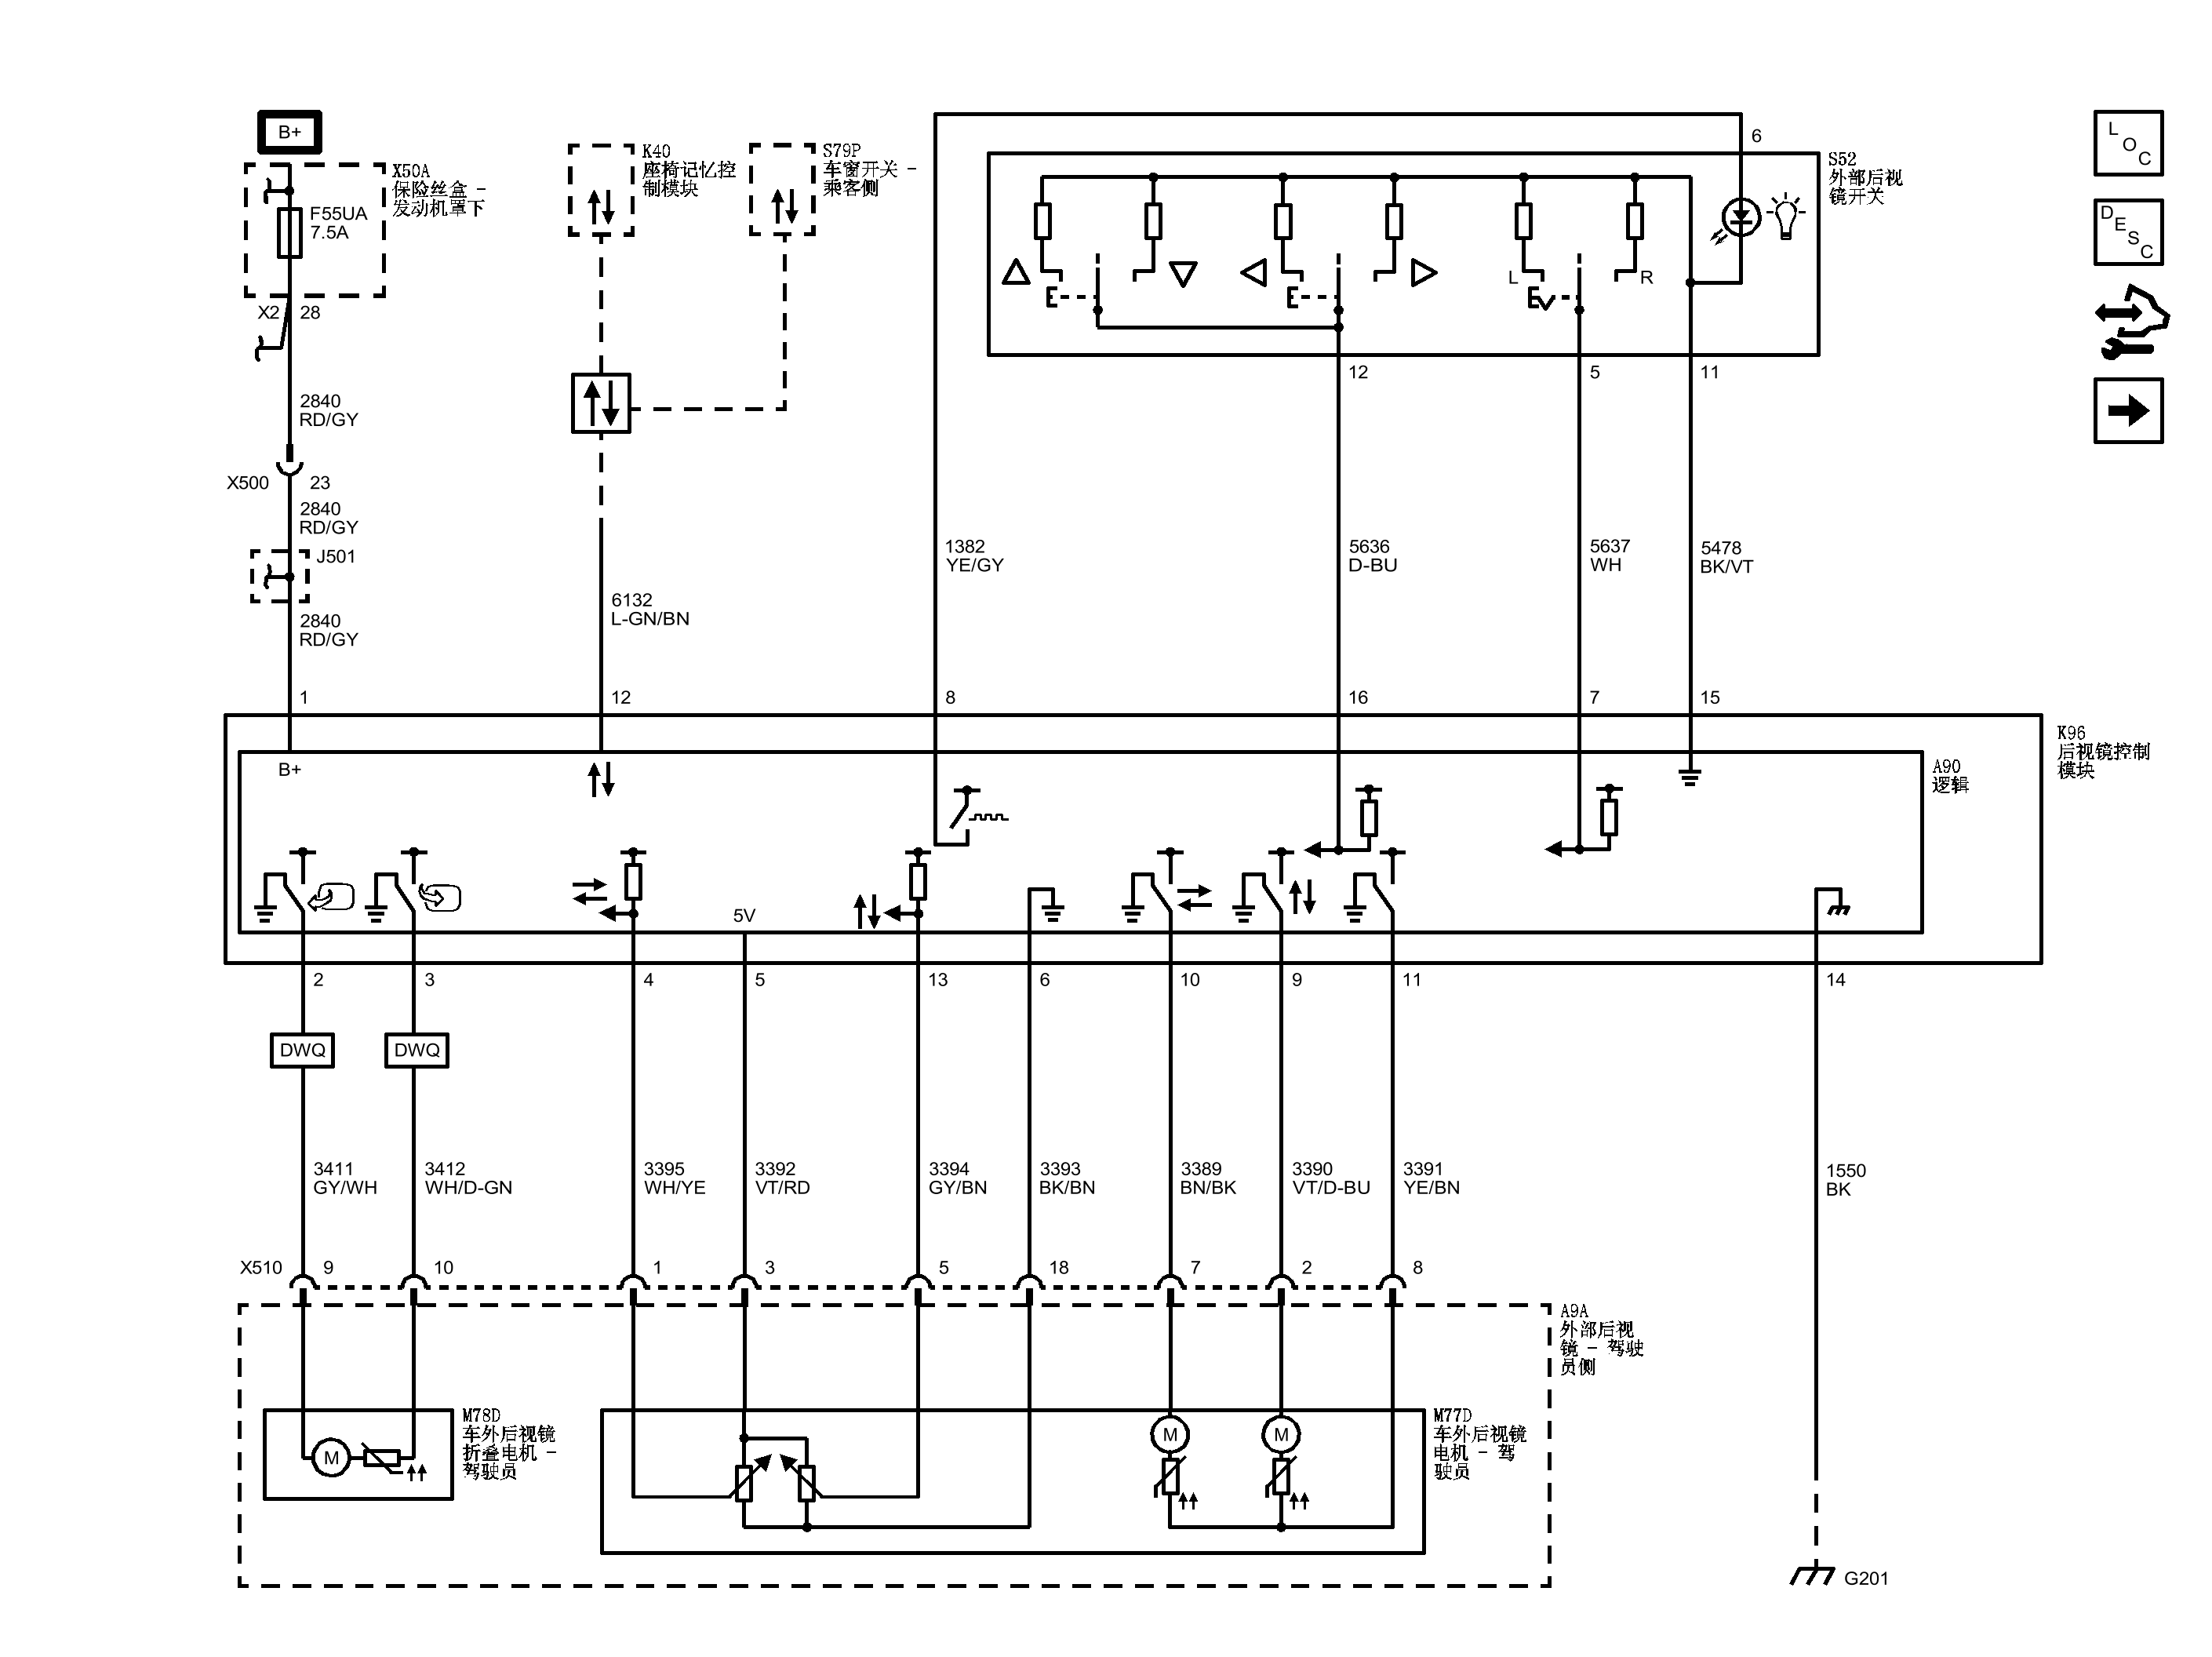 B+
X50A
保险丝盒 -
发动机罩下
F55UA
7.5A
X2
28
2840
RD/GY
X500
23
2840
RD/GY
J501
2840
RD/GY
K40
座椅记忆控
制模块
S79P
车窗开关 -
乘客侧
6132
L-GN/BN
6
S52
外部后视
镜开关
L
R
12
5
11
1382
YE/GY
5636
D-BU
5637
WH
5478
BK/VT
L
O
C
D
E
S
C
1
12
8
16
7
15
K96
后视镜控制
模块
A90
逻辑
B+
5V
2
3
4
5
13
6
10
9
11
14
DWQ
DWQ
3411
GY/WH
3412
WH/D-GN
3395
WH/YE
3392
VT/RD
3394
GY/BN
3393
BK/BN
3389
BN/BK
3390
VT/D-BU
3391
YE/BN
1550
BK
X510
9
10
1
3
5
18
7
2
8
A9A
外部后视
镜 - 驾驶
员侧
M78D
车外后视镜
折叠电机 -
驾驶员
M
M77D
车外后视镜
电机 - 驾
驶员
M
M
G201